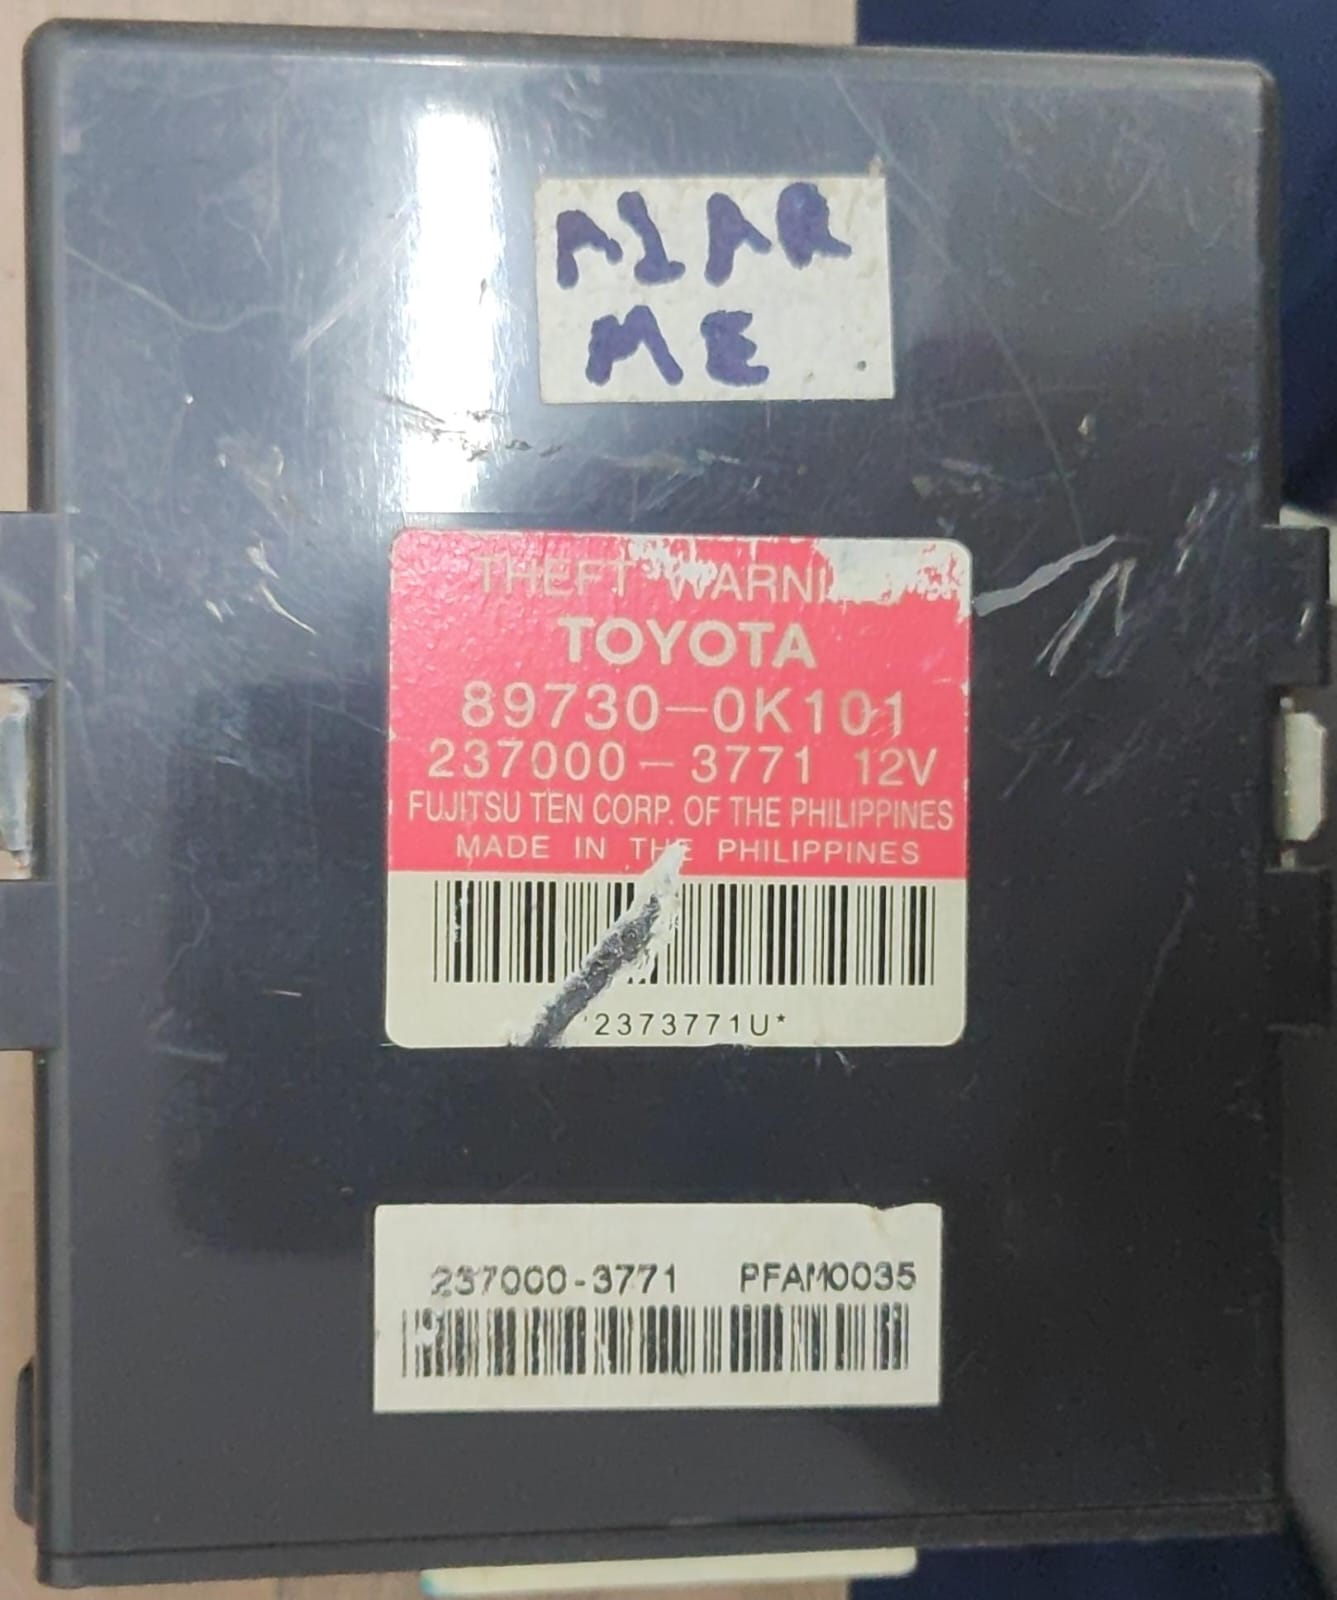 A1AR
ME
THEFT WARNI
TOYOTA
89730-0K101
237000-3771 12V
FUJITSU TEN CORP. OF THE PHILIPPINES
MADE IN THE PHILIPPINES
2373771U*
237000-3771 PFAM0035